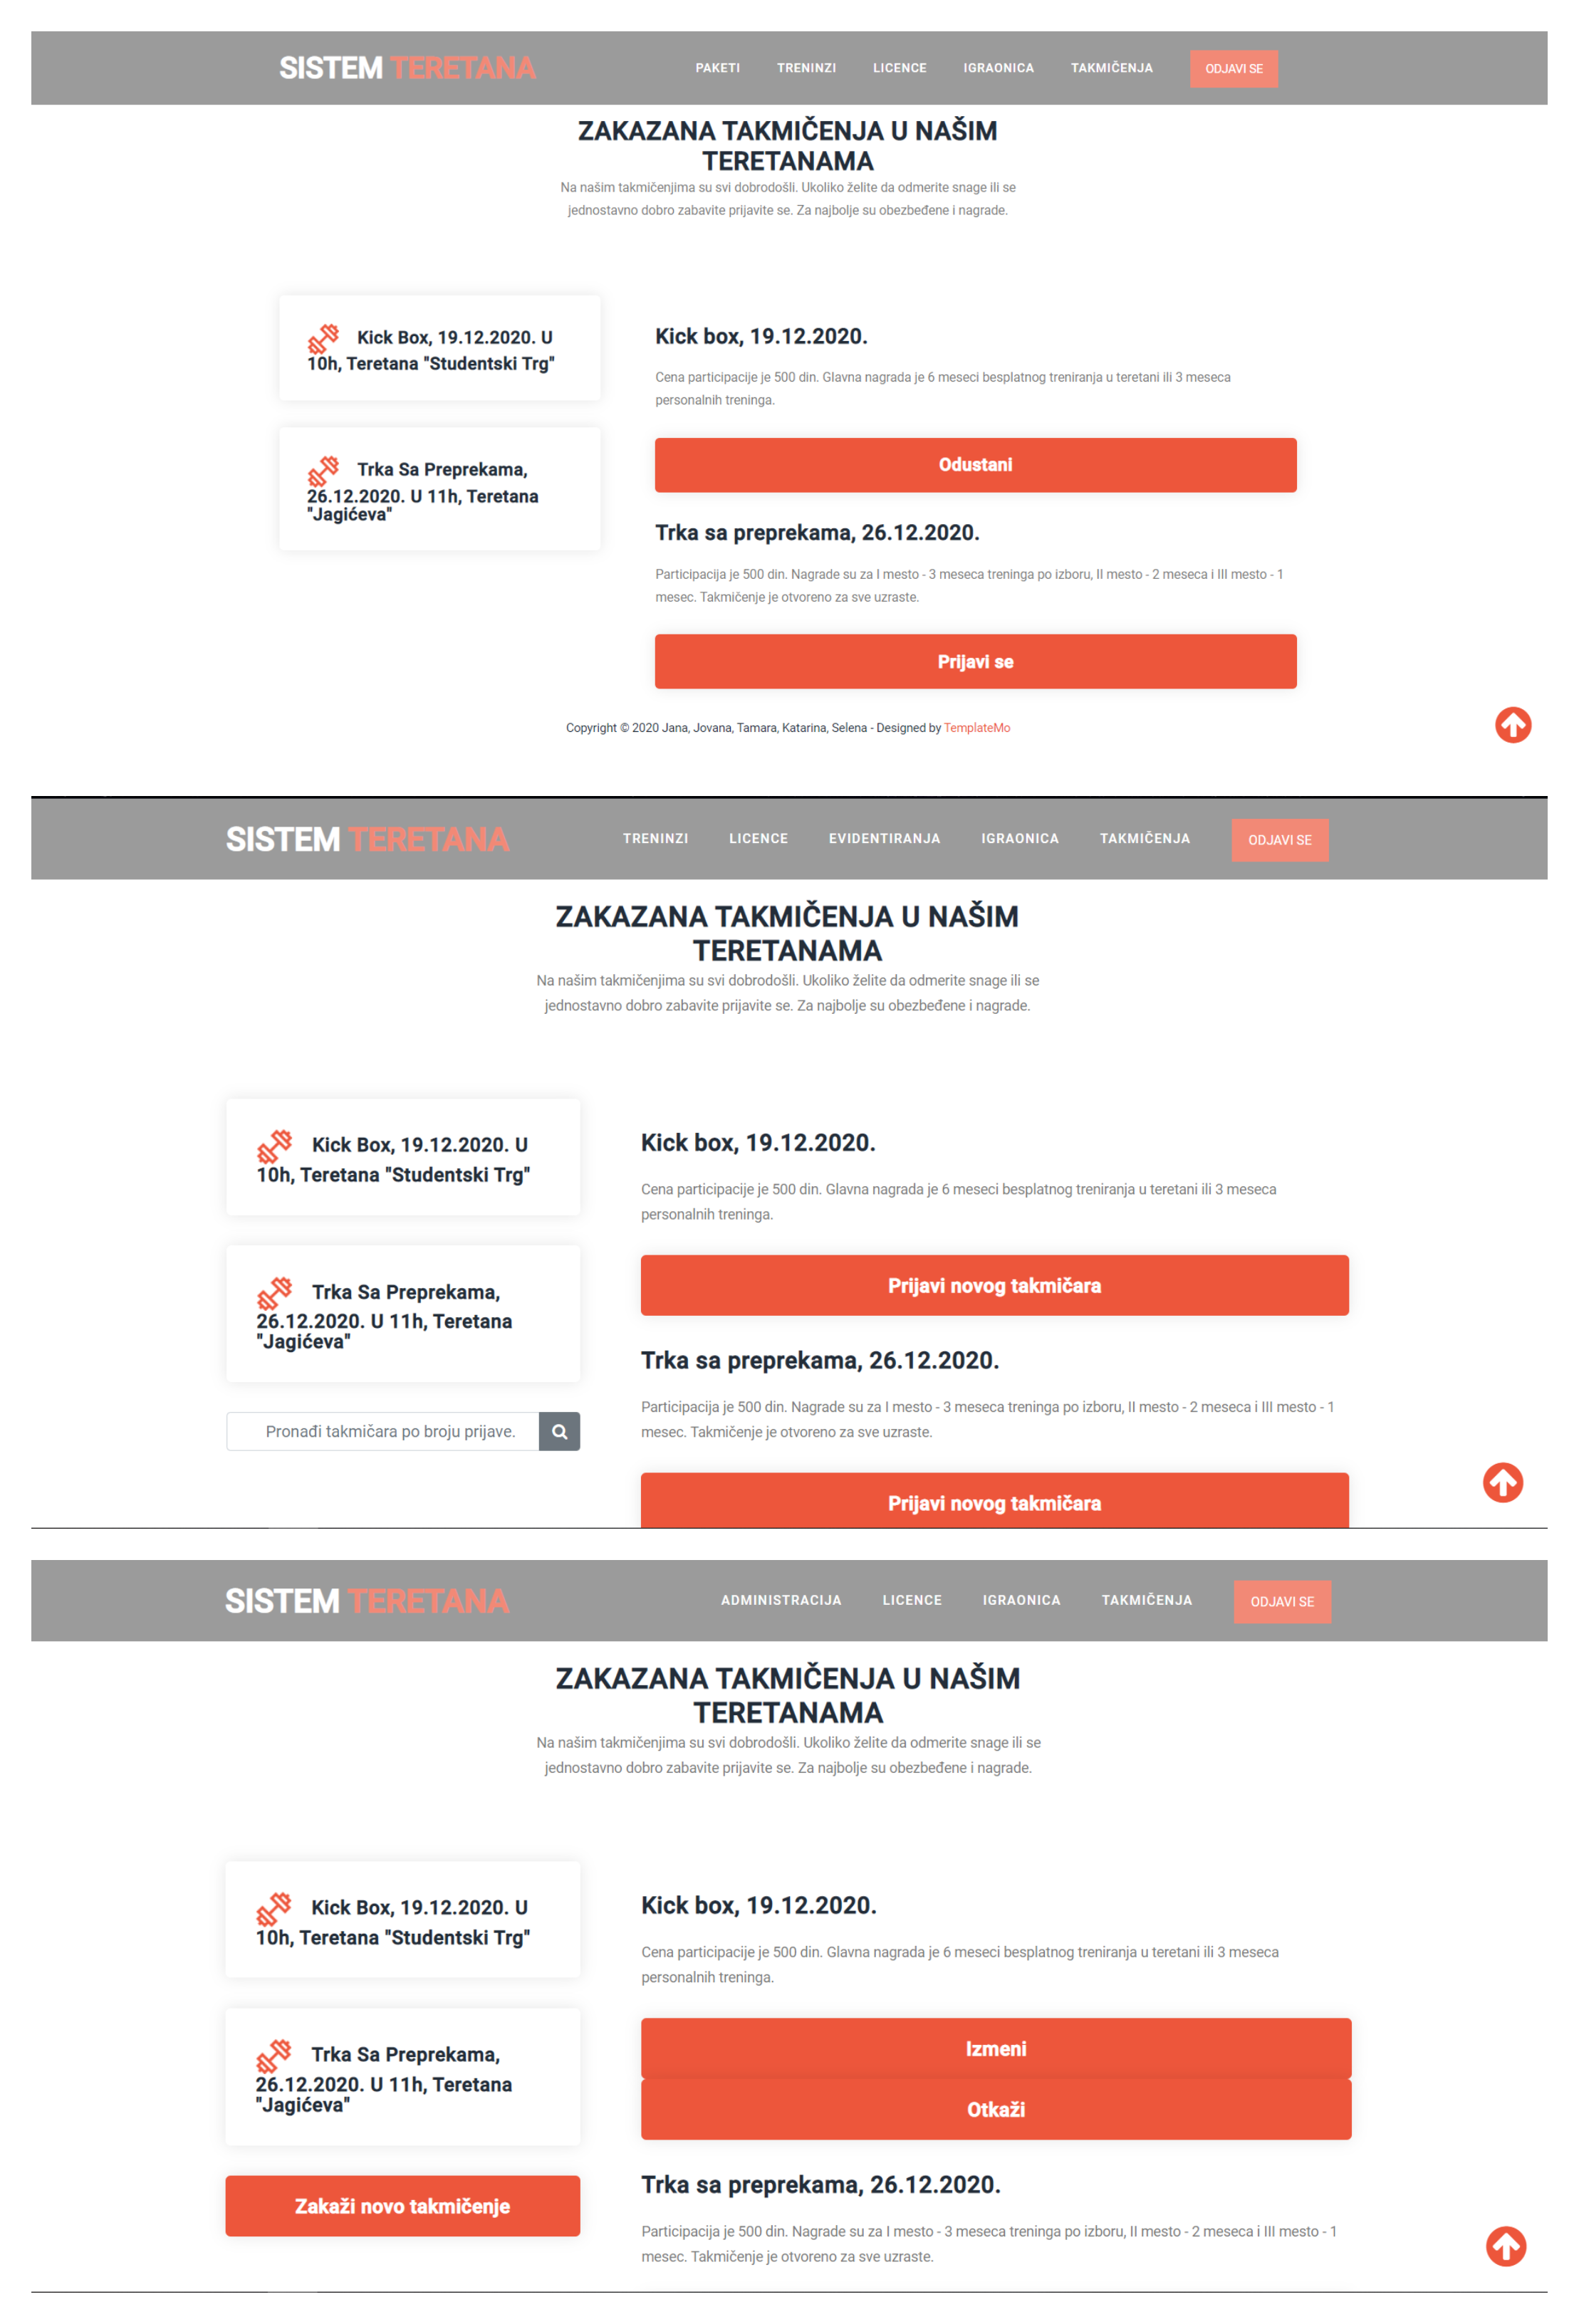 SISTEM TERETANA
PAKETI TRENINZI LICENCE IGRAONICA TAKMIČENJA ODJAVI SE
ZAKAZANA TAKMIČENJA U NAŠIM
TERETANAMA
Na našim takmičenjima su svi dobrodošli. Ukoliko želite da odmerite snage ili se
jednostavno dobro zabavite prijavite se. Za najbolje su obezbeđene i nagrade.
Kick Box, 19.12.2020. U
10h, Teretana "Studentski Trg"
Trka Sa Preprekama,
26.12.2020. U 11h, Teretana
"Jagićeva"
Kick box, 19.12.2020.
Cena participacije je 500 din. Glavna nagrada je 6 meseci besplatnog treniranja u teretani ili 3 meseca
personalnih treninga.
Odustani
Trka sa preprekama, 26.12.2020.
Participacija je 500 din. Nagrade su za I mesto - 3 meseca treninga po izboru, II mesto - 2 meseca i III mesto - 1
mesec. Takmičenje je otvoreno za sve uzraste.
Prijavi se
Copyright © 2020 Jana, Jovana, Tamara, Katarina, Selena - Designed by TemplateMo
SISTEM TERETANA
TRENINZI LICENCE EVIDENTIRANJA IGRAONICA TAKMIČENJA ODJAVI SE
ZAKAZANA TAKMIČENJA U NAŠIM
TERETANAMA
Na našim takmičenjima su svi dobrodošli. Ukoliko želite da odmerite snage ili se
jednostavno dobro zabavite prijavite se. Za najbolje su obezbeđene i nagrade.
Kick Box, 19.12.2020. U
10h, Teretana "Studentski Trg"
Trka Sa Preprekama,
26.12.2020. U 11h, Teretana
"Jagićeva"
Pronađi takmičara po broju prijave.
Kick box, 19.12.2020.
Cena participacije je 500 din. Glavna nagrada je 6 meseci besplatnog treniranja u teretani ili 3 meseca
personalnih treninga.
Prijavi novog takmičara
Trka sa preprekama, 26.12.2020.
Participacija je 500 din. Nagrade su za I mesto - 3 meseca treninga po izboru, II mesto - 2 meseca i III mesto - 1
mesec. Takmičenje je otvoreno za sve uzraste.
Prijavi novog takmičara
SISTEM TERETANA
ADMINISTRACIJA LICENCE IGRAONICA TAKMIČENJA ODJAVI SE
ZAKAZANA TAKMIČENJA U NAŠIM
TERETANAMA
Na našim takmičenjima su svi dobrodošli. Ukoliko želite da odmerite snage ili se
jednostavno dobro zabavite prijavite se. Za najbolje su obezbeđene i nagrade.
Kick Box, 19.12.2020. U
10h, Teretana "Studentski Trg"
Trka Sa Preprekama,
26.12.2020. U 11h, Teretana
"Jagićeva"
Zakaži novo takmičenje
Kick box, 19.12.2020.
Cena participacije je 500 din. Glavna nagrada je 6 meseci besplatnog treniranja u teretani ili 3 meseca
personalnih treninga.
Izmeni
Otkaži
Trka sa preprekama, 26.12.2020.
Participacija je 500 din. Nagrade su za I mesto - 3 meseca treninga po izboru, II mesto - 2 meseca i III mesto - 1
mesec. Takmičenje je otvoreno za sve uzraste.